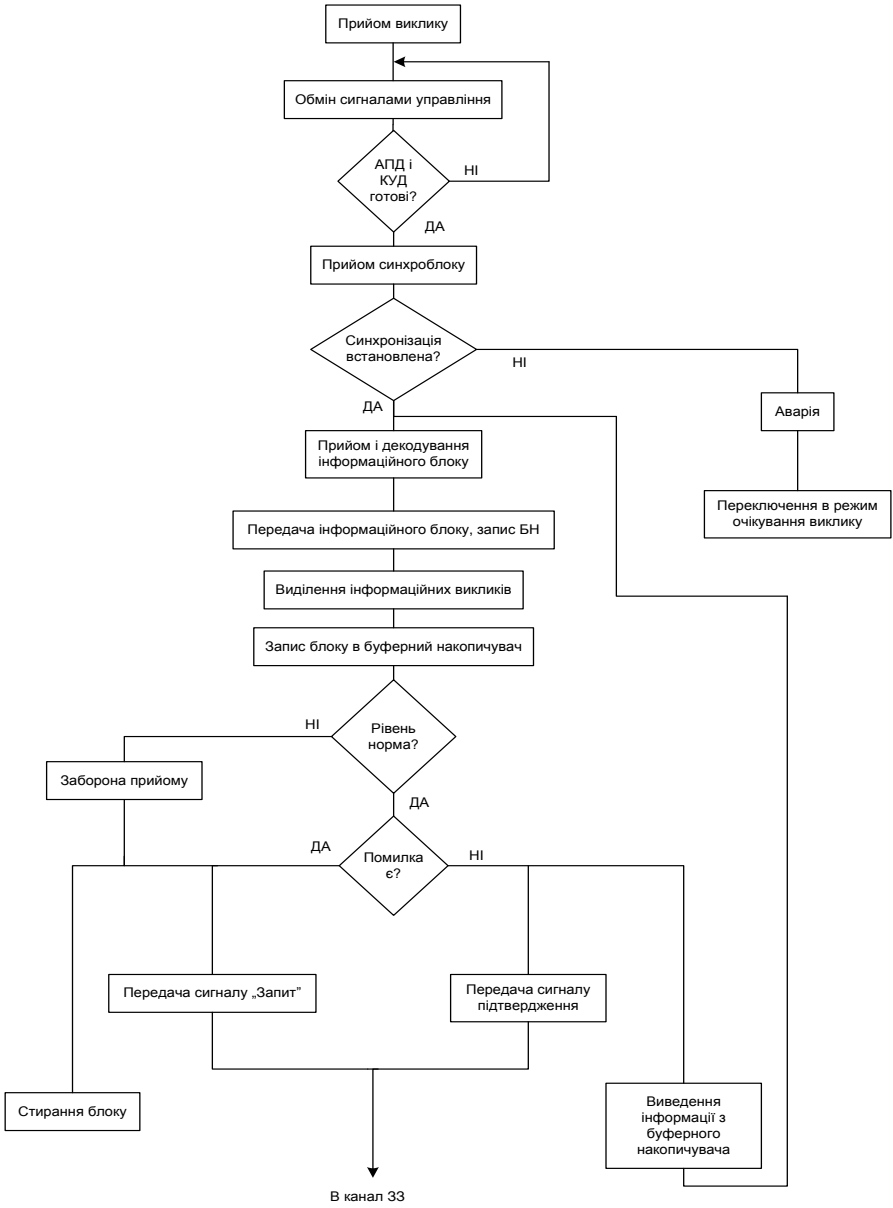 Прийом виклику
Обмін сигналами управління
АПД і
КУД
готові?
НІ
ДА
Прийом синхроблоку
Синхронізація
встановлена?
НІ
ДА
Аварія
Прийом і декодування
інформаційного блоку
Переключення в режим
очікування виклику
Передача інформаційного блоку, запис БН
Виділення інформаційних викликів
Запис блоку в буферний накопичувач
НІ
Рівень
норма?
Заборона прийому
ДА
ДА
Помилка
є?
НІ
Передача сигналу „Запит”
Передача сигналу
підтвердження
Стирання блоку
Виведення
інформації з
буферного
накопичувача
В канал ЗЗ